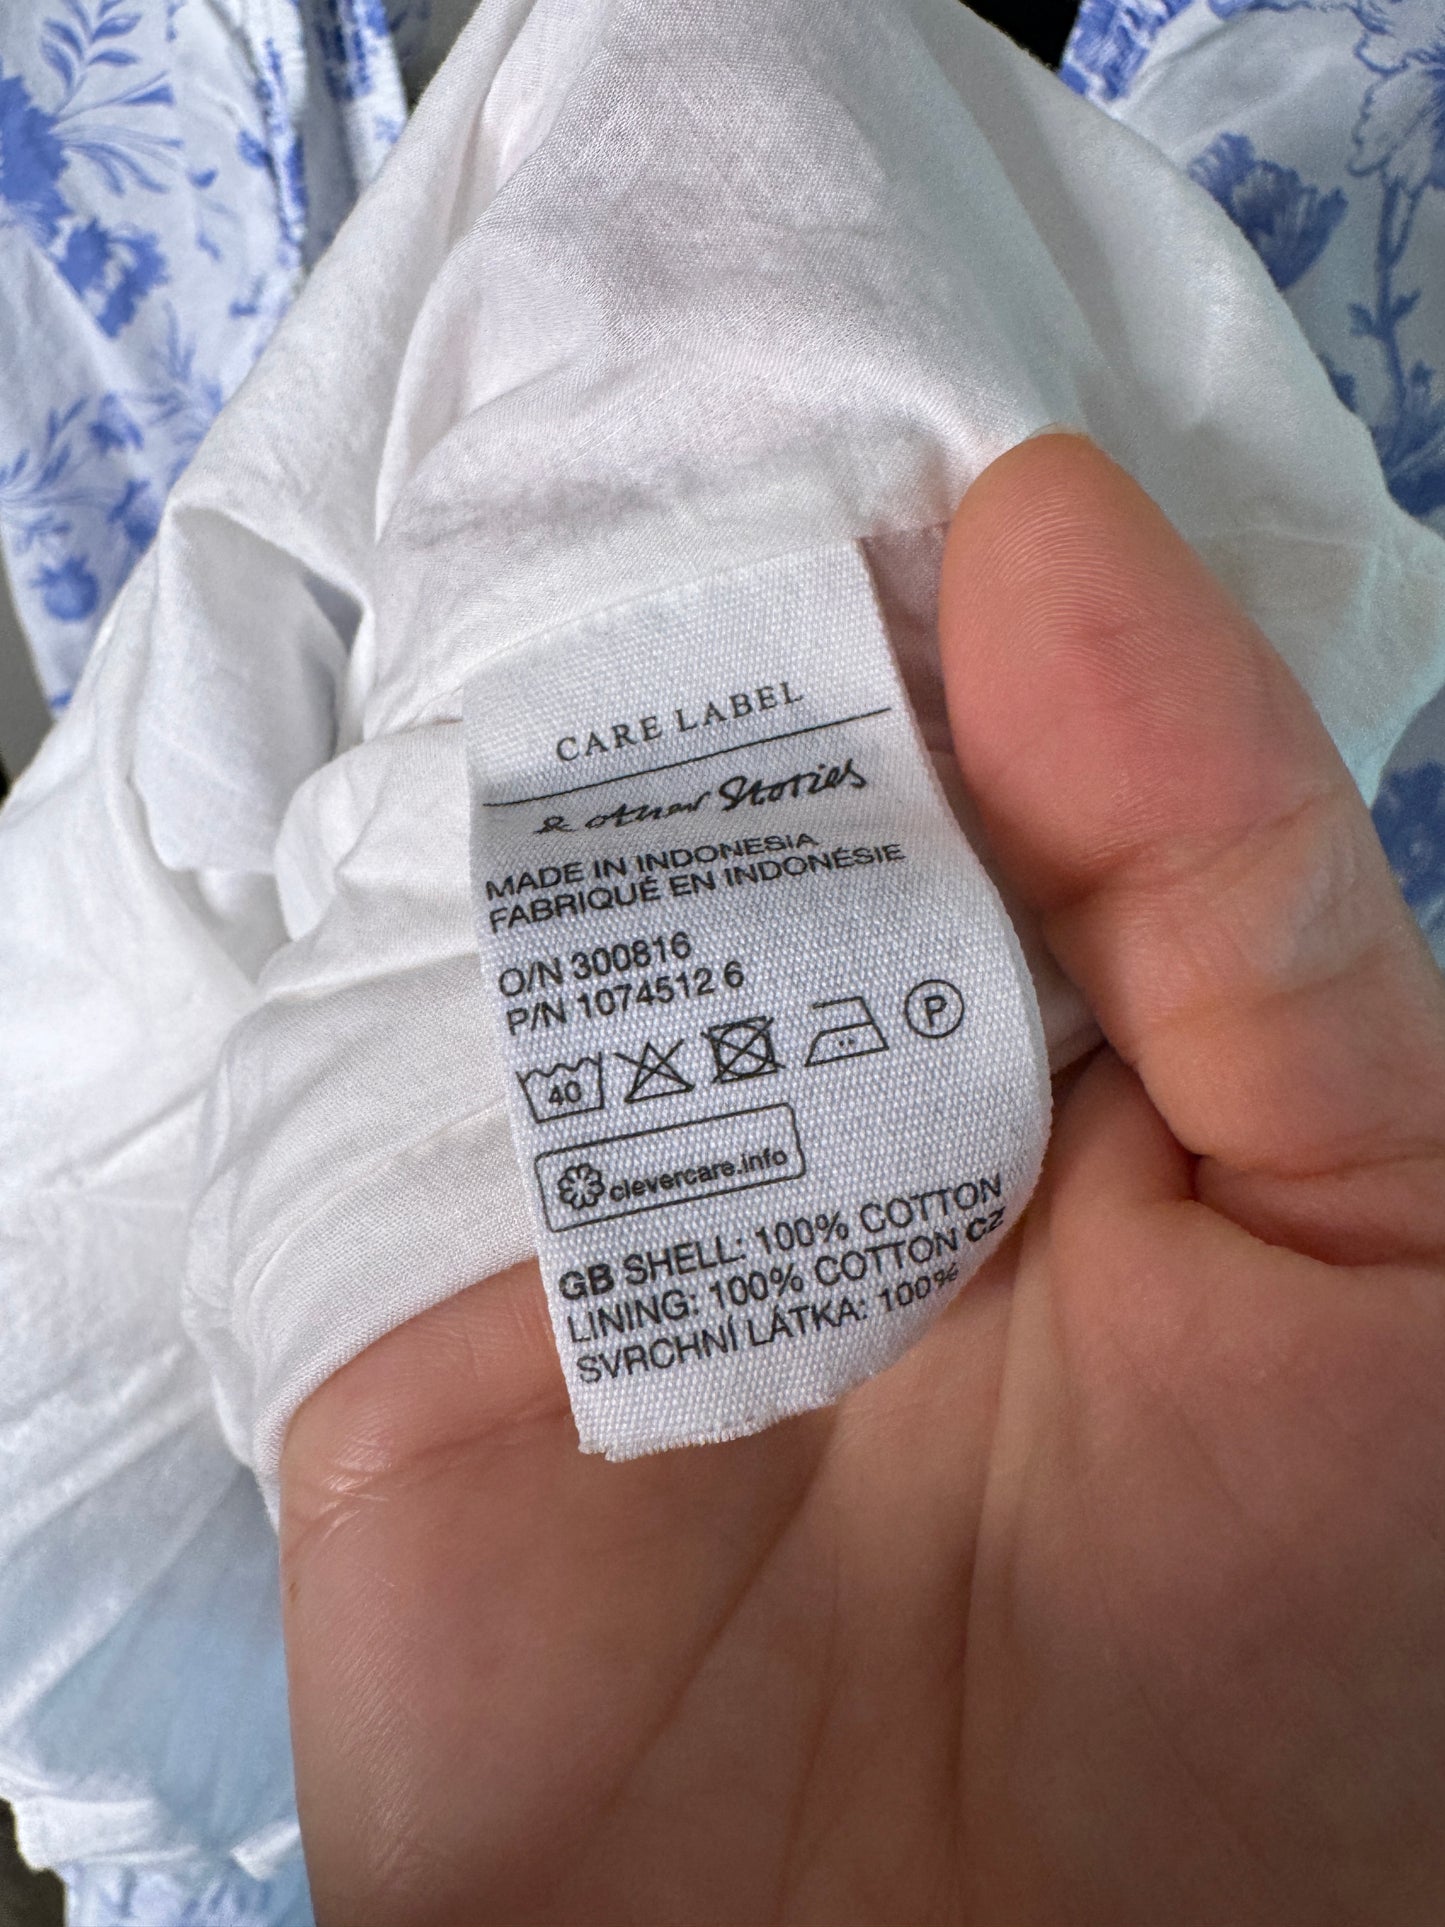 CARE LABEL
& other Stories
MADE IN INDONESIA
FABRIQUÉ EN INDONÉSIE
O/N 300816
P/N 1074512 6
40 P
clevercare.info
GB SHELL: 100% COTTON
LINING: 100% COTTON CZ
SVRCHNÍ LÁTKA: 100%